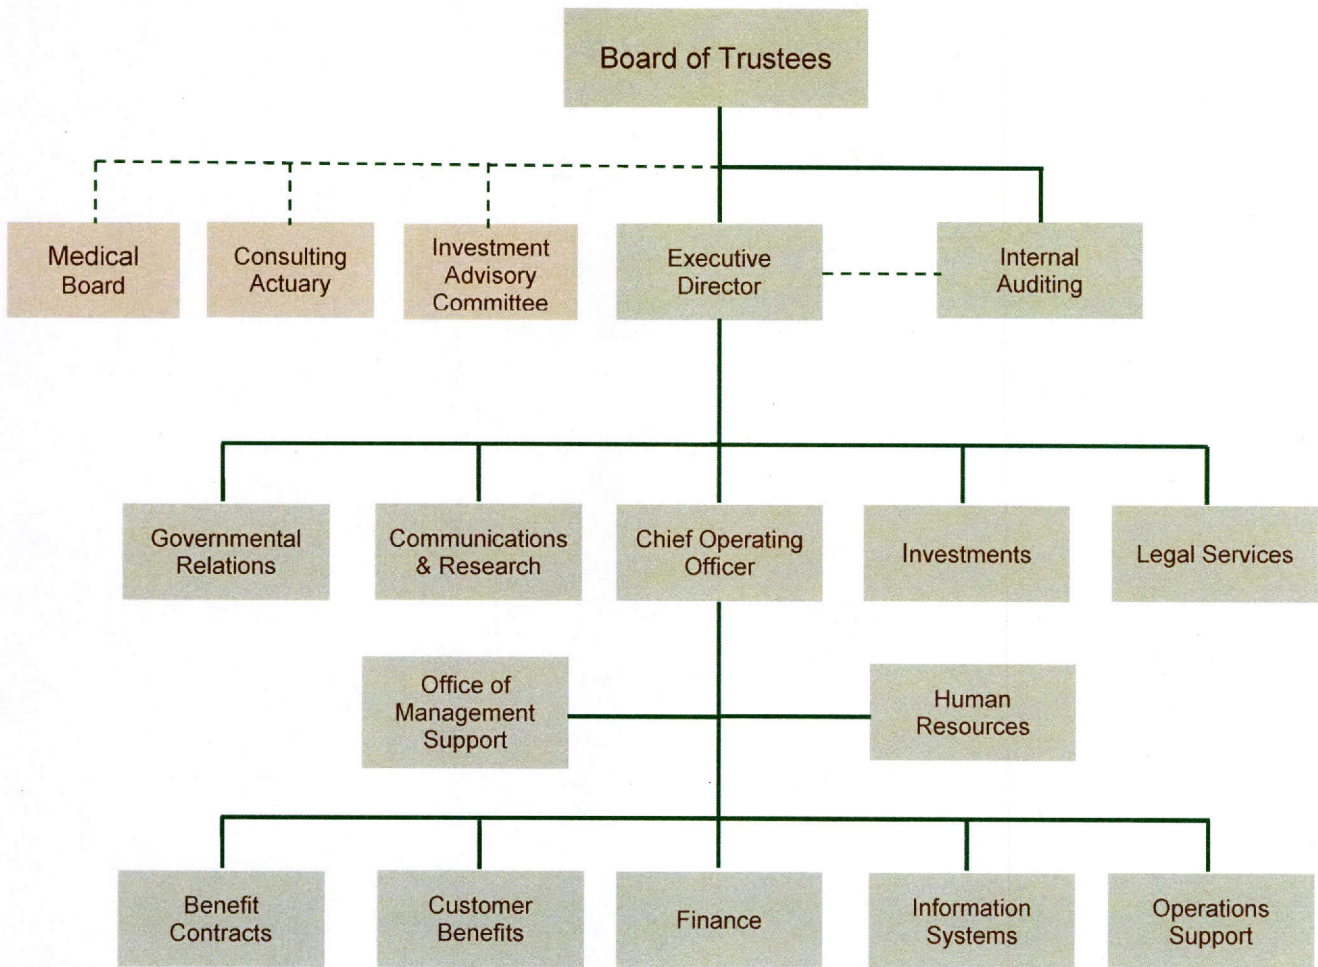 Board of Trustees
Medical
Board
Consulting
Actuary
Investment
Advisory
Committee
Executive
Director
Internal
Auditing
Governmental
Relations
Communications
& Research
Chief Operating
Officer
Investments
Legal Services
Office of
Management
Support
Human
Resources
Benefit
Contracts
Customer
Benefits
Finance
Information
Systems
Operations
Support